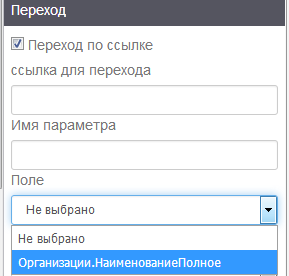 Переход
Переход по ссылке
ссылка для перехода
Имя параметра
Поле
Не выбрано
Не выбрано
Организации.НаименованиеПолное